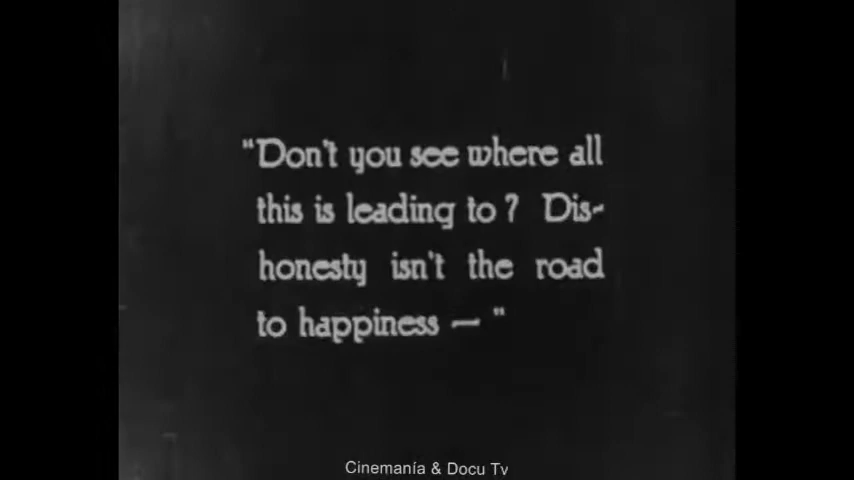 "Don't you see where all
this is leading to? Dis-
honesty isn't the road
to happiness — "
Cinemanía & Docu Tv